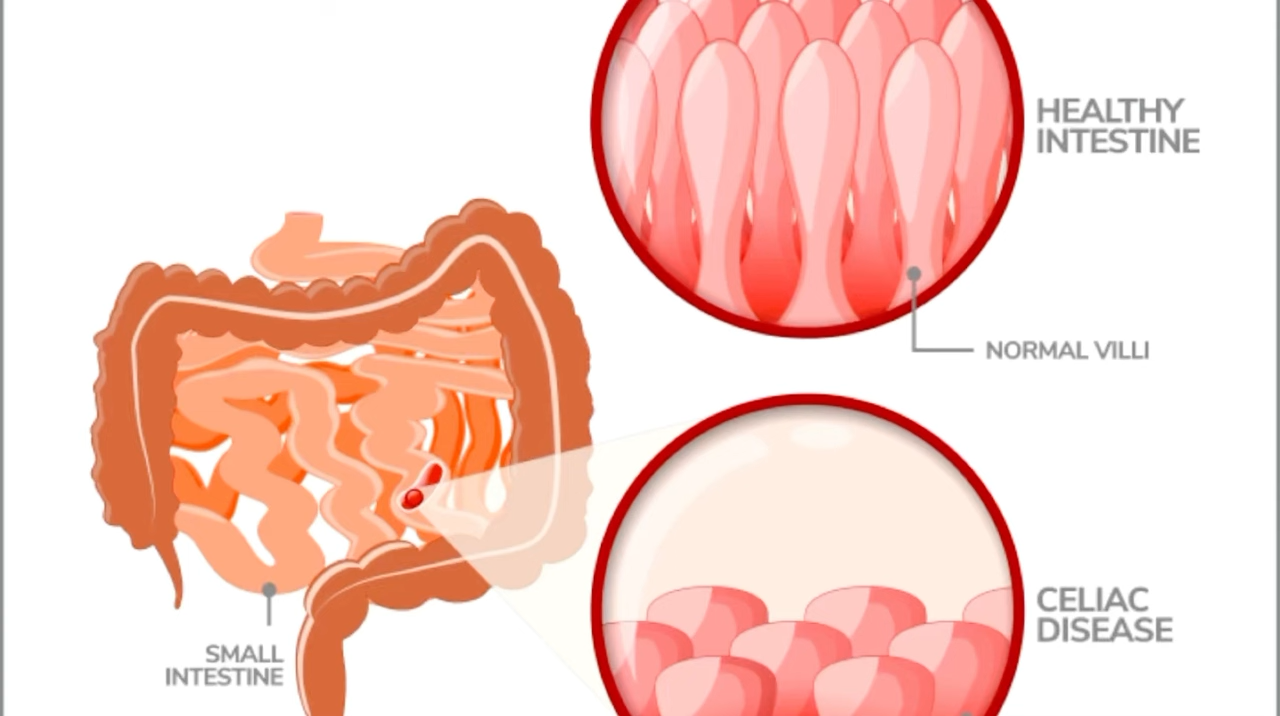 HEALTHY
INTESTINE
NORMAL VILLI
CELIAC
DISEASE
SMALL
INTESTINE